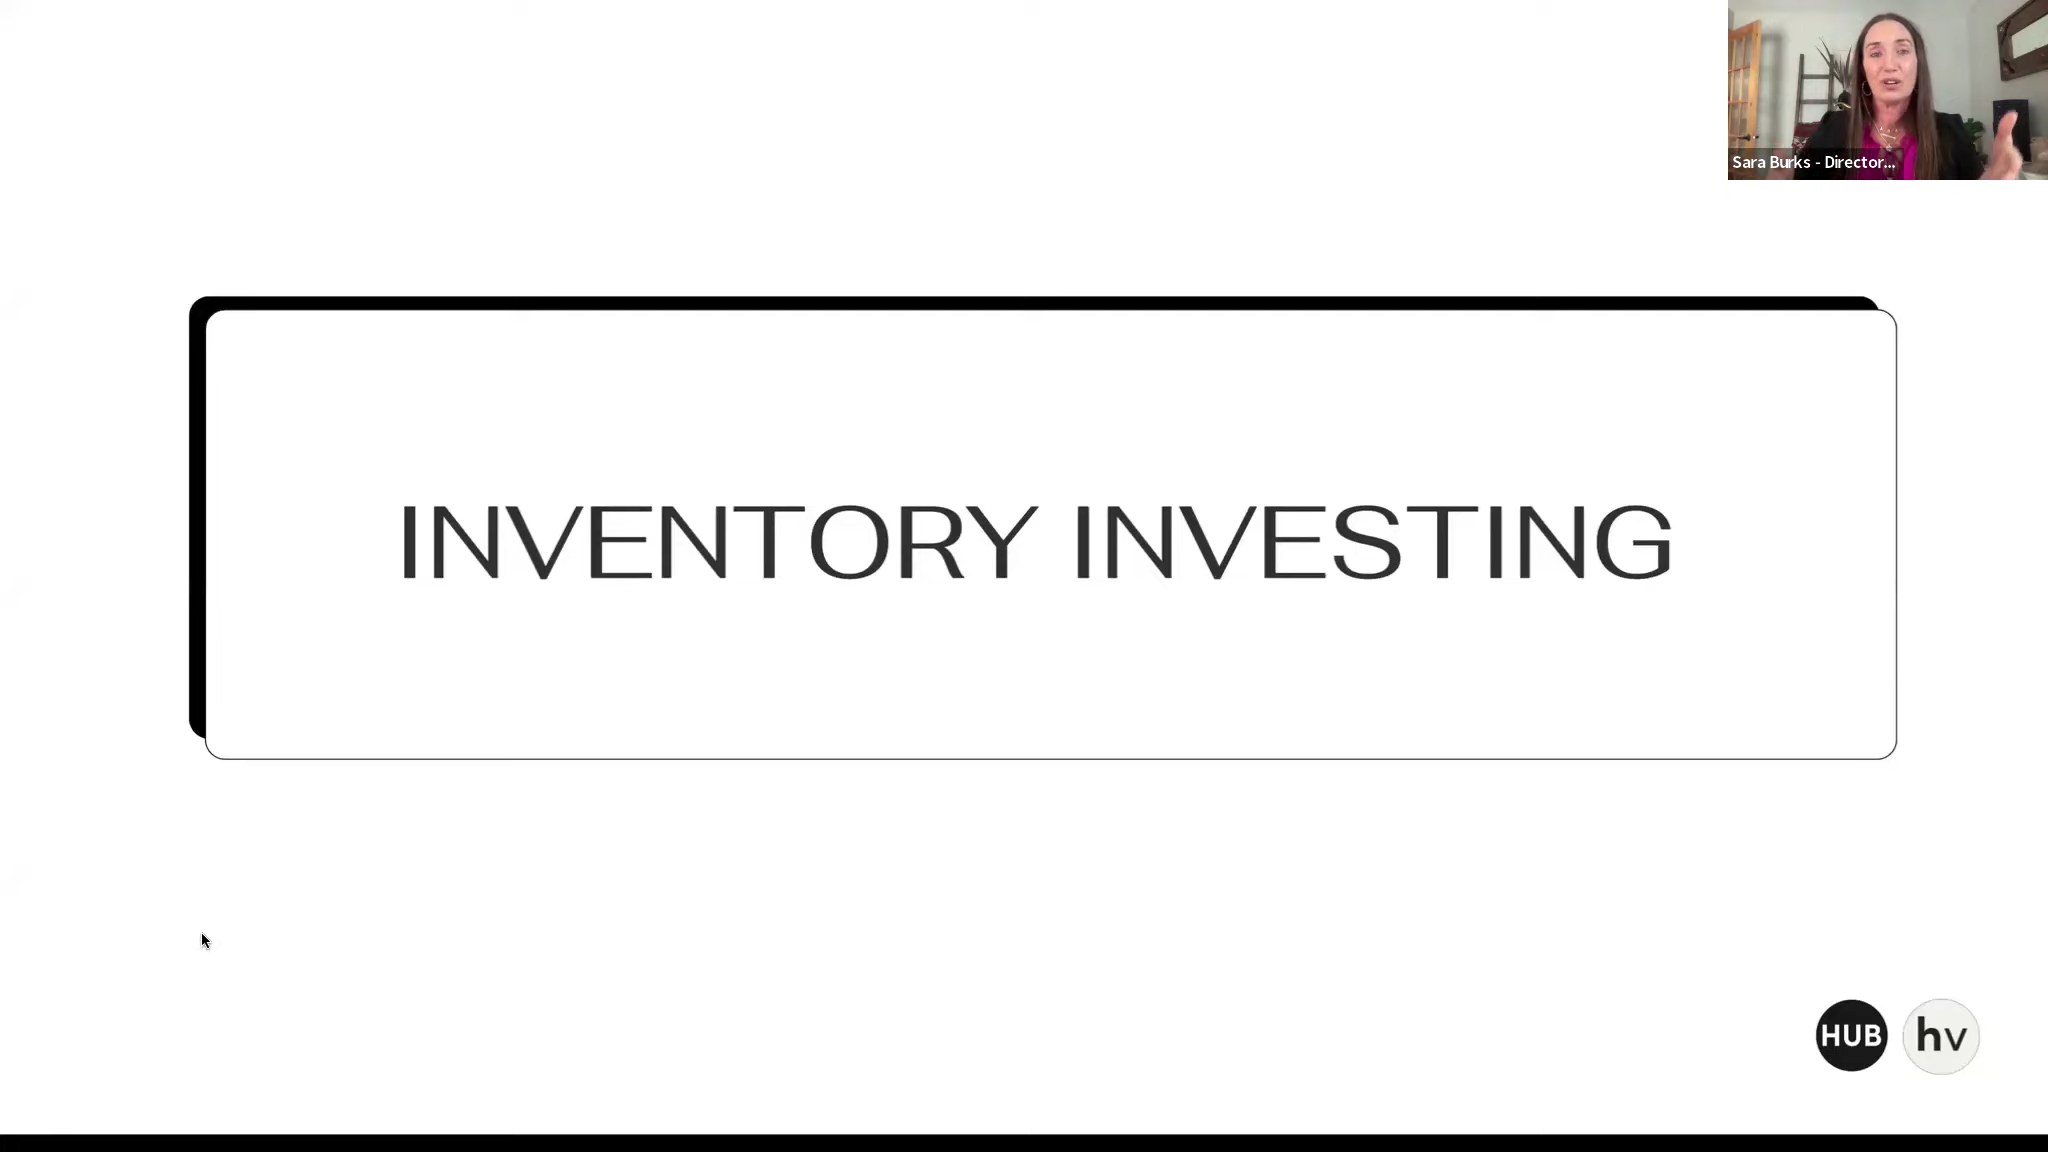 Sara Burks - Director...
INVENTORY INVESTING
HUB
hv